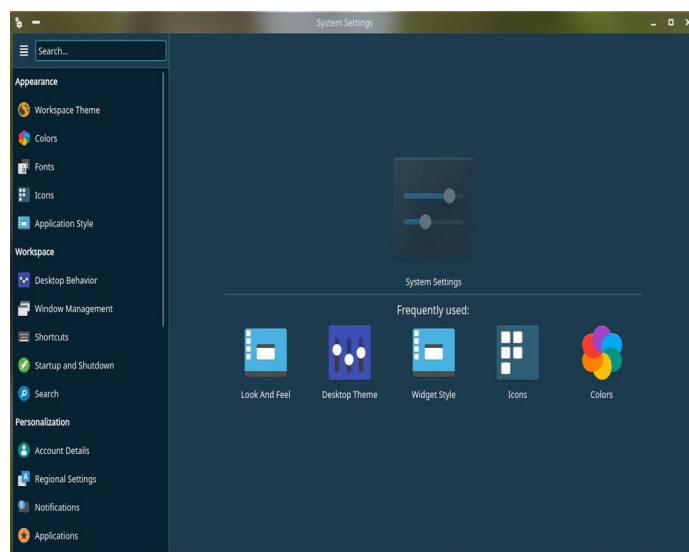 System Settings
Search...
Appearance
Workspace Theme
Colors
Fonts
Icons
Application Style
Workspace
Desktop Behavior
Window Management
Shortcuts
Startup and Shutdown
Search
Personalization
Account Details
Regional Settings
Notifications
Applications
System Settings
Frequently used:
Look And Feel
Desktop Theme
Widget Style
Icons
Colors